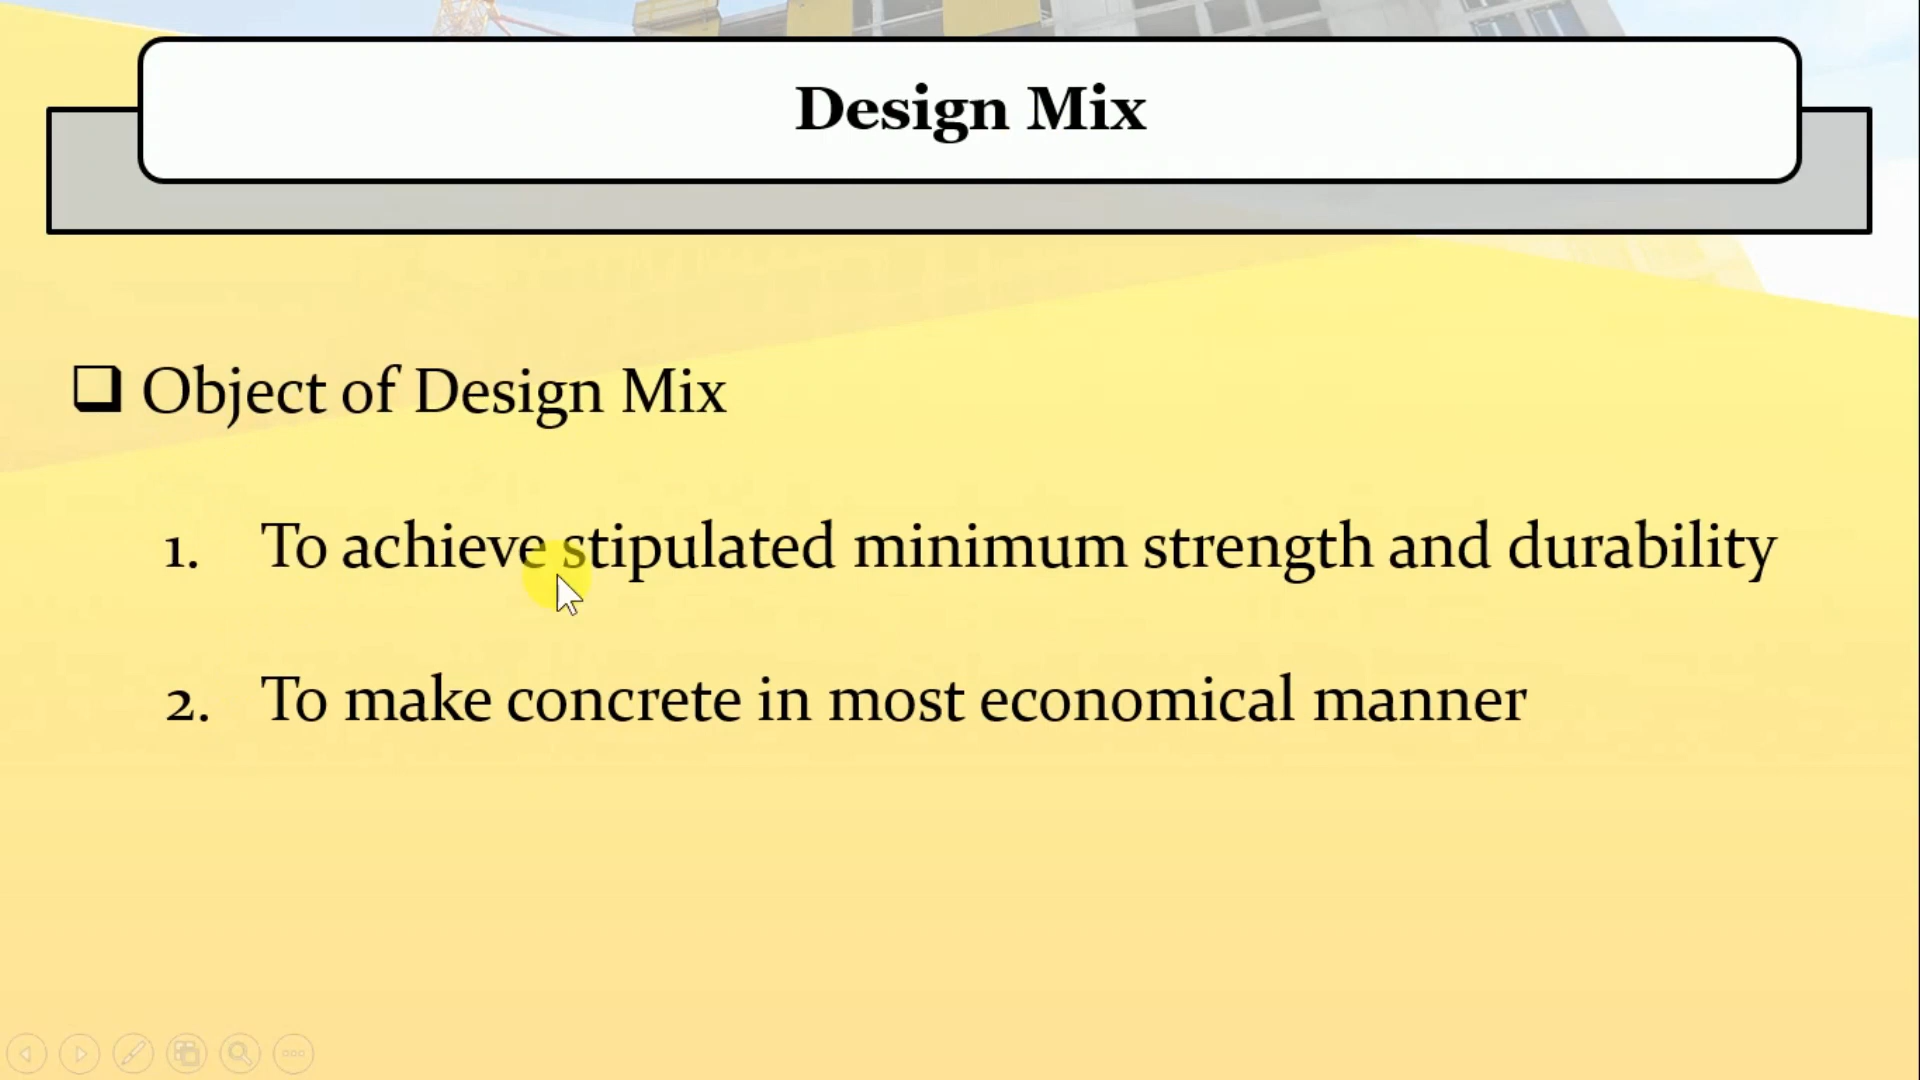 Design Mix
Object of Design Mix
1. To achieve stipulated minimum strength and durability
2. To make concrete in most economical manner